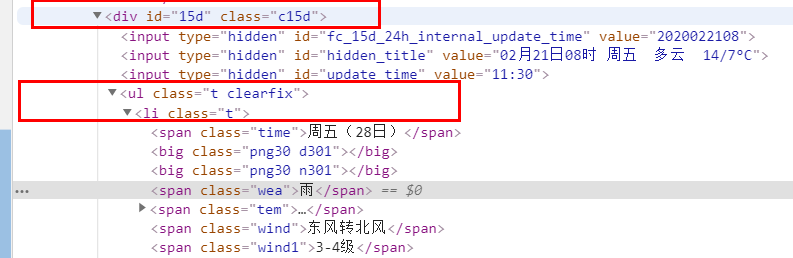 ▼<div id="15d" class="c15d">
<input type="hidden" id="fc_15d_24h_internal_update_time" value="2020022108">
<input type="hidden" id="hidden_title" value="02月21日08时 周五  多云  14/7°C">
<input type="hidden" id="update_time" value="11:30">
▼<ul class="t clearfix">
▼<li class="t">
<span class="time">周五（28日）</span>
<big class="png30 d301"></big>
<big class="png30 n301"></big>
… <span class="wea">雨</span> == $0
▶<span class="tem">…</span>
<span class="wind">东风转北风</span>
<span class="wind1">3-4级</span>